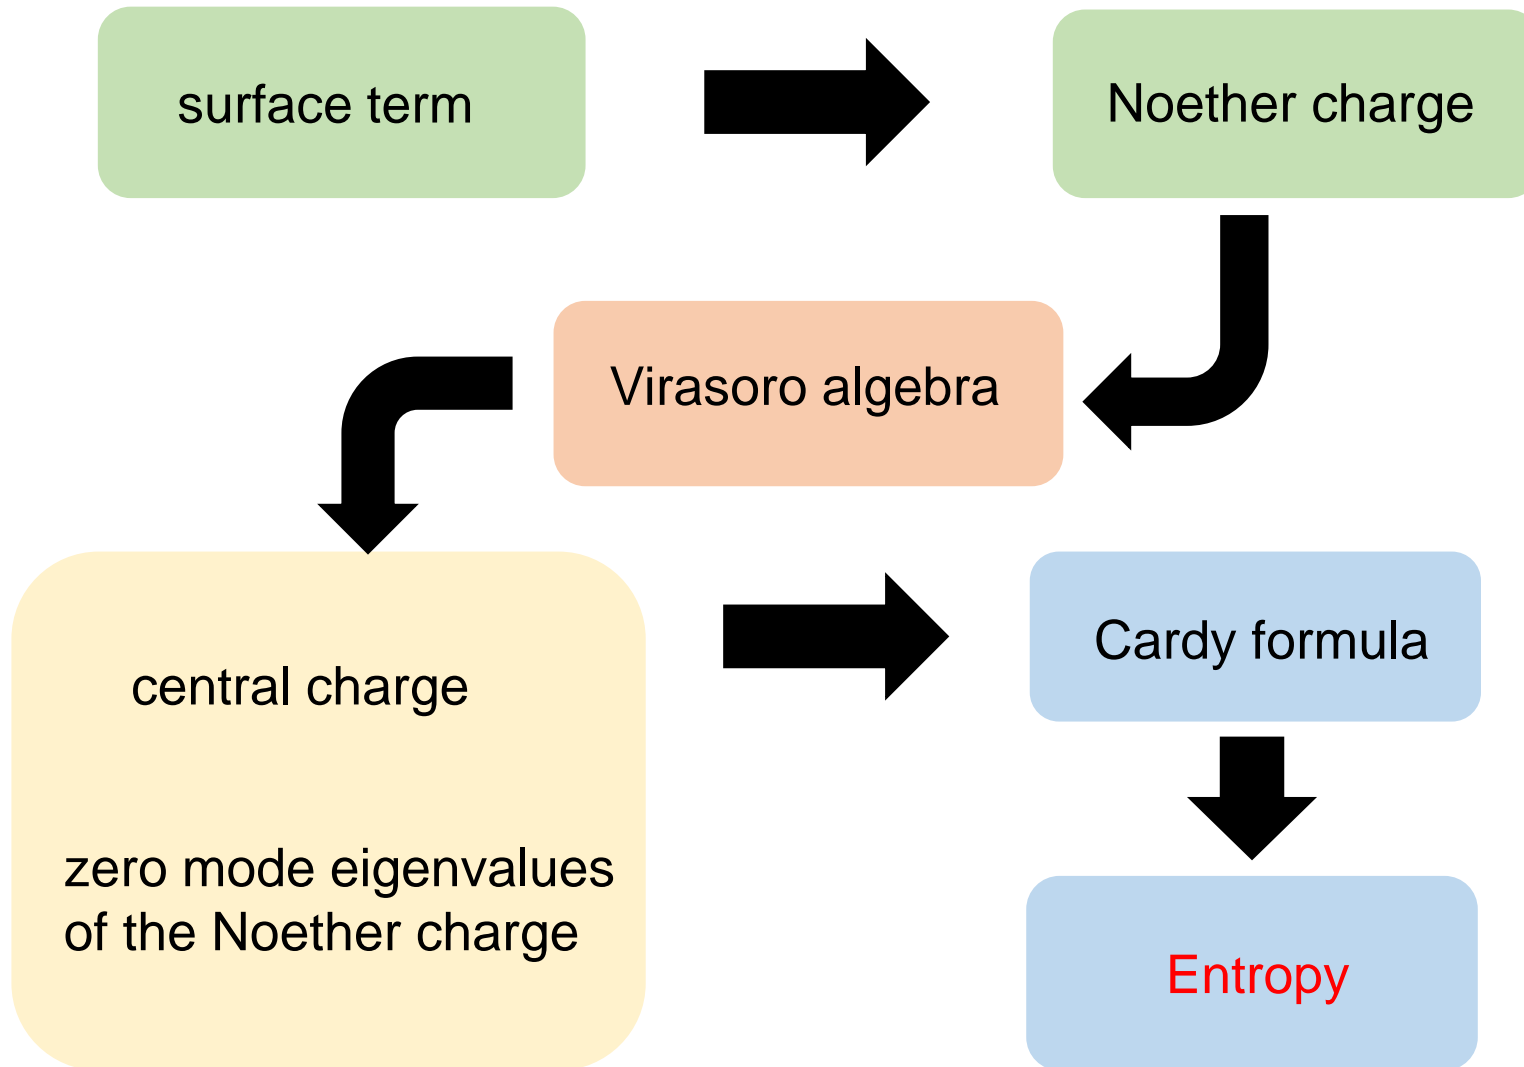 surface term
Noether charge
Virasoro algebra
central charge
zero mode eigenvalues
of the Noether charge
Cardy formula
Entropy